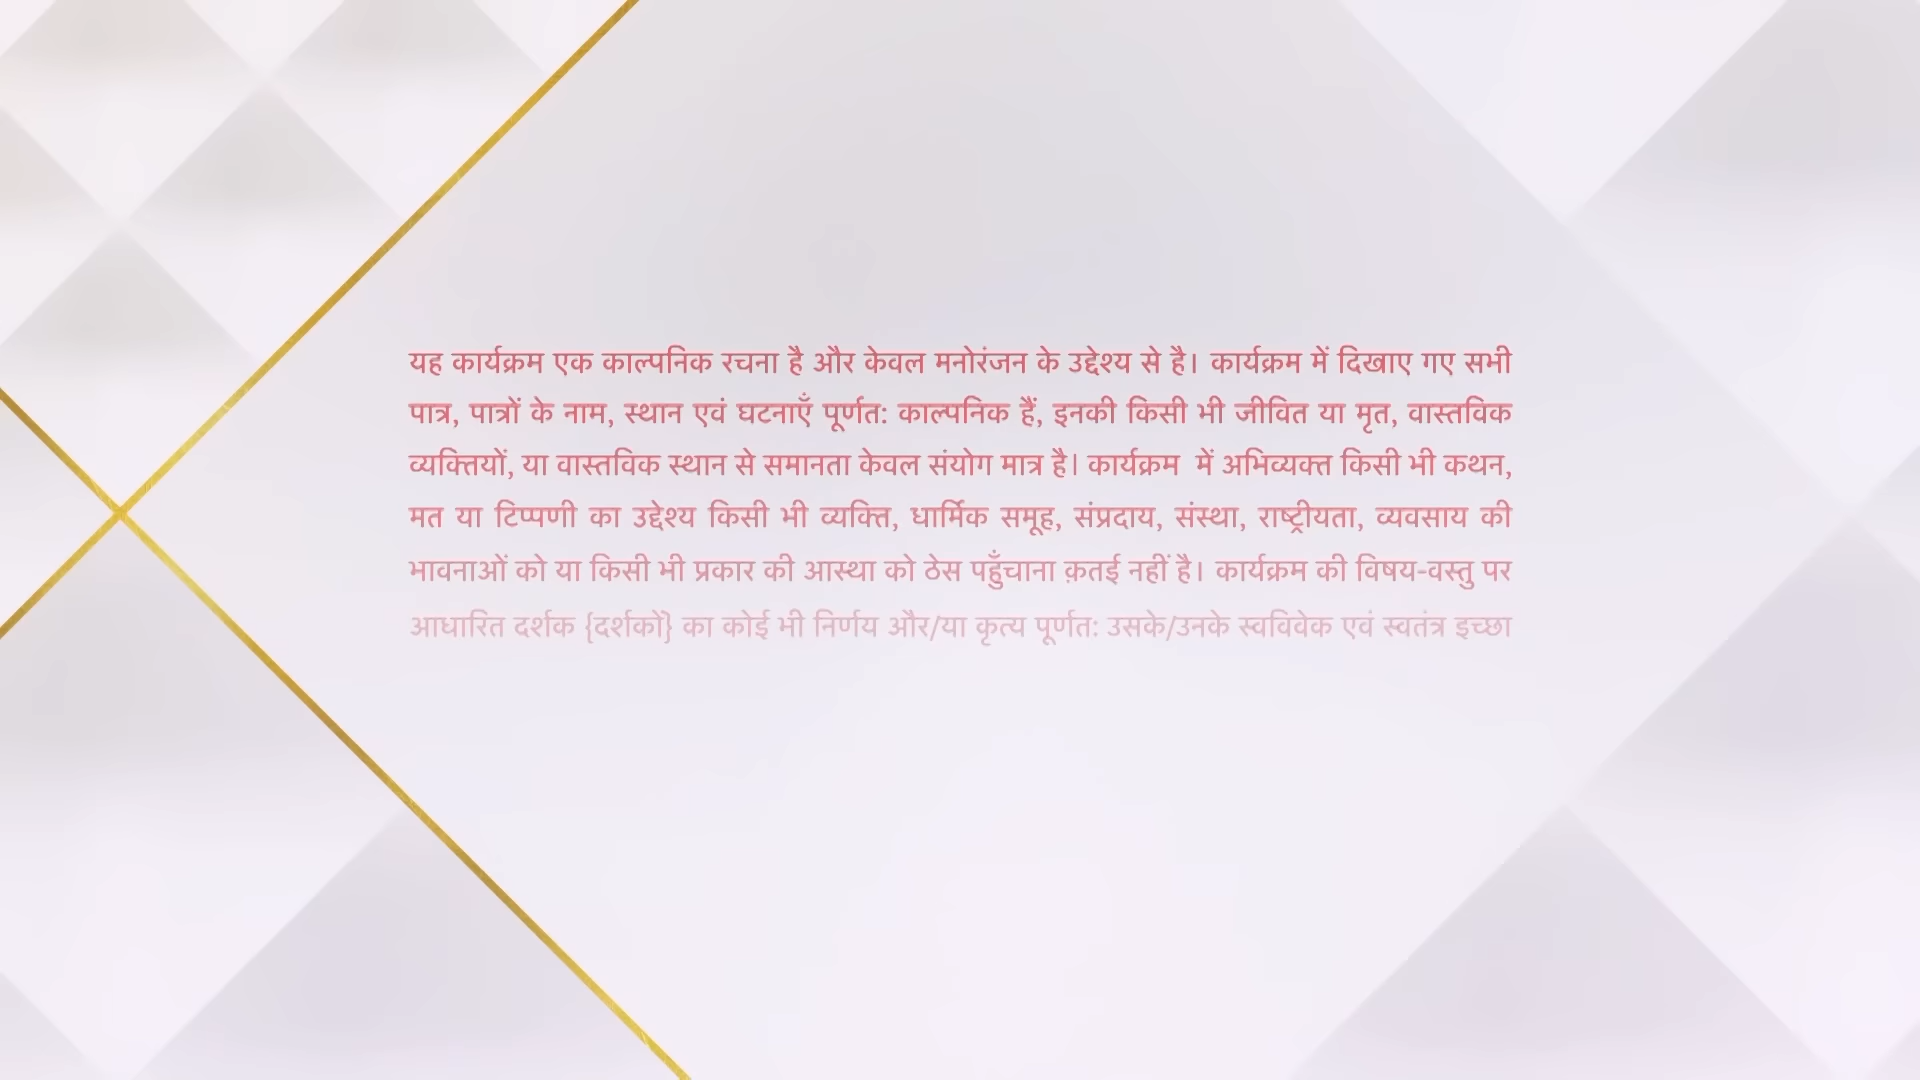 यह कार्यक्रम एक काल्पनिक रचना है और केवल मनोरंजन के उद्देश्य से है। कार्यक्रम में दिखाए गए सभी
पात्र, पात्रों के नाम, स्थान एवं घटनाएँ पूर्णत: काल्पनिक हैं, इनकी किसी भी जीवित या मृत, वास्तविक
व्यक्तियों, या वास्तविक स्थान से समानता केवल संयोग मात्र है। कार्यक्रम में अभिव्यक्त किसी भी कथन,
मत या टिप्पणी का उद्देश्य किसी भी व्यक्ति, धार्मिक समूह, संप्रदाय, संस्था, राष्ट्रीयता, व्यवसाय की
भावनाओं को या किसी भी प्रकार की आस्था को ठेस पहुँचाना क़तई नहीं है। कार्यक्रम की विषय-वस्तु पर
आधारित दर्शक {दर्शकों} का कोई भी निर्णय और/या कृत्य पूर्णत: उसके/उनके स्वविवेक एवं स्वतंत्र इच्छा